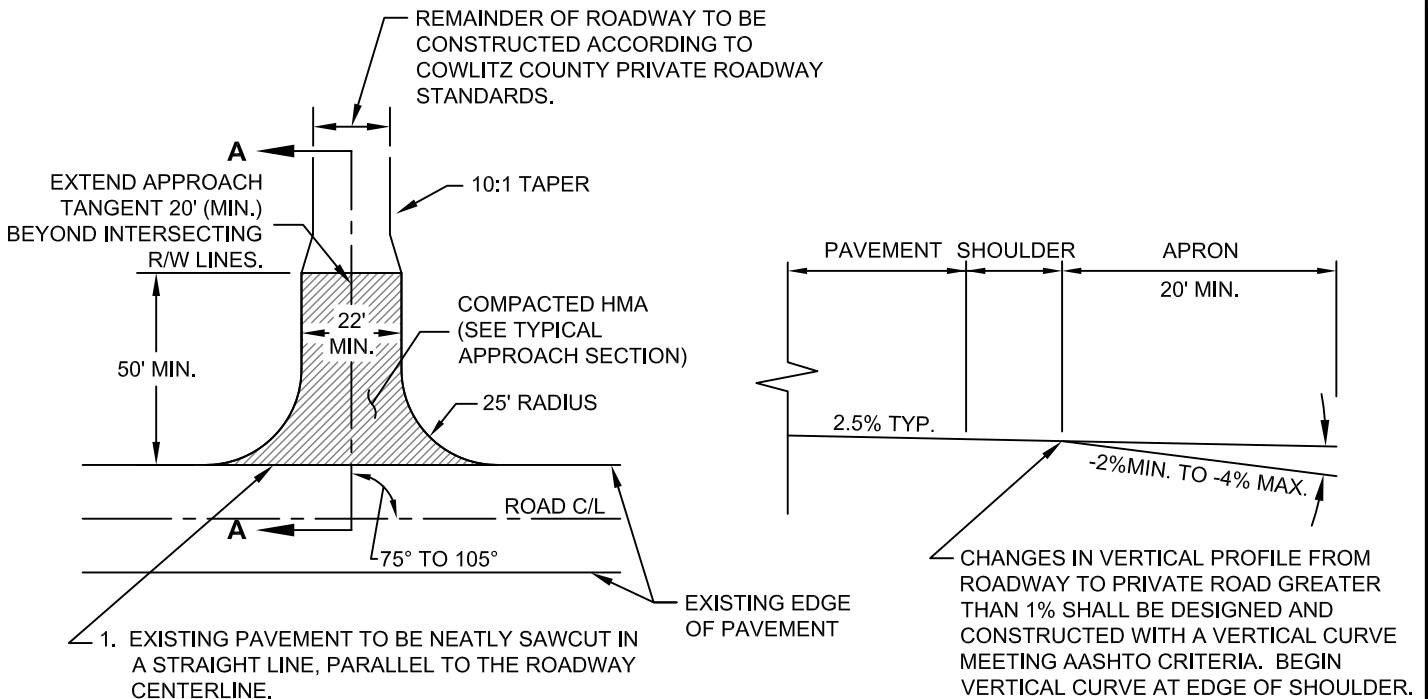 REMAINDER OF ROADWAY TO BE
CONSTRUCTED ACCORDING TO
COWLITZ COUNTY PRIVATE ROADWAY
STANDARDS.
A
EXTEND APPROACH
TANGENT 20' (MIN.)
BEYOND INTERSECTING
R/W LINES.
10:1 TAPER
COMPACTED HMA
(SEE TYPICAL
APPROACH SECTION)
22'
MIN.
50' MIN.
25' RADIUS
ROAD C/L
A
75° TO 105°
EXISTING EDGE
OF PAVEMENT
1. EXISTING PAVEMENT TO BE NEATLY SAWCUT IN
A STRAIGHT LINE, PARALLEL TO THE ROADWAY
CENTERLINE.
PAVEMENT SHOULDER APRON
20' MIN.
2.5% TYP.
-2%MIN. TO -4% MAX.
CHANGES IN VERTICAL PROFILE FROM
ROADWAY TO PRIVATE ROAD GREATER
THAN 1% SHALL BE DESIGNED AND
CONSTRUCTED WITH A VERTICAL CURVE
MEETING AASHTO CRITERIA. BEGIN
VERTICAL CURVE AT EDGE OF SHOULDER.